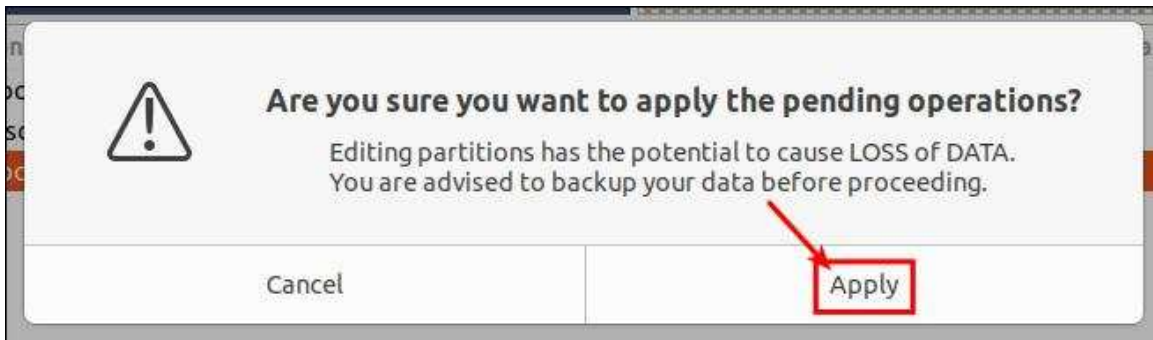 Are you sure you want to apply the pending operations?
Editing partitions has the potential to cause LOSS of DATA.
You are advised to backup your data before proceeding.
Cancel
Apply